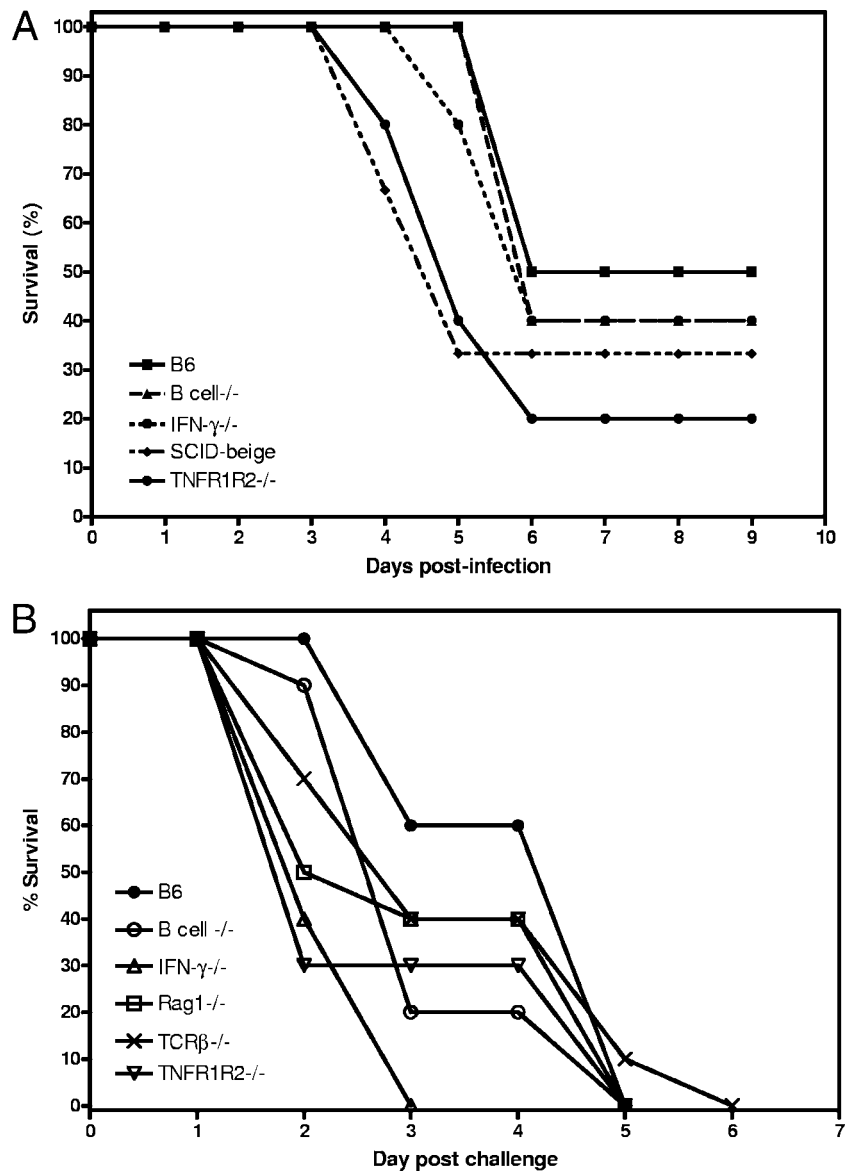 A
100
90
80
70
60
50
40
30
20
10
0
Survival (%)
B6
B cell-/-
IFN-γ-/-
SCID-beige
TNFR1R2-/-
0 1 2 3 4 5 6 7 8 9 10
Days post-infection
B
100
90
80
70
60
50
40
30
20
10
0
% Survival
B6
B cell -/-
IFN-γ-/-
Rag1-/-
TCRβ-/-
TNFR1R2-/-
0 1 2 3 4 5 6 7
Day post challenge